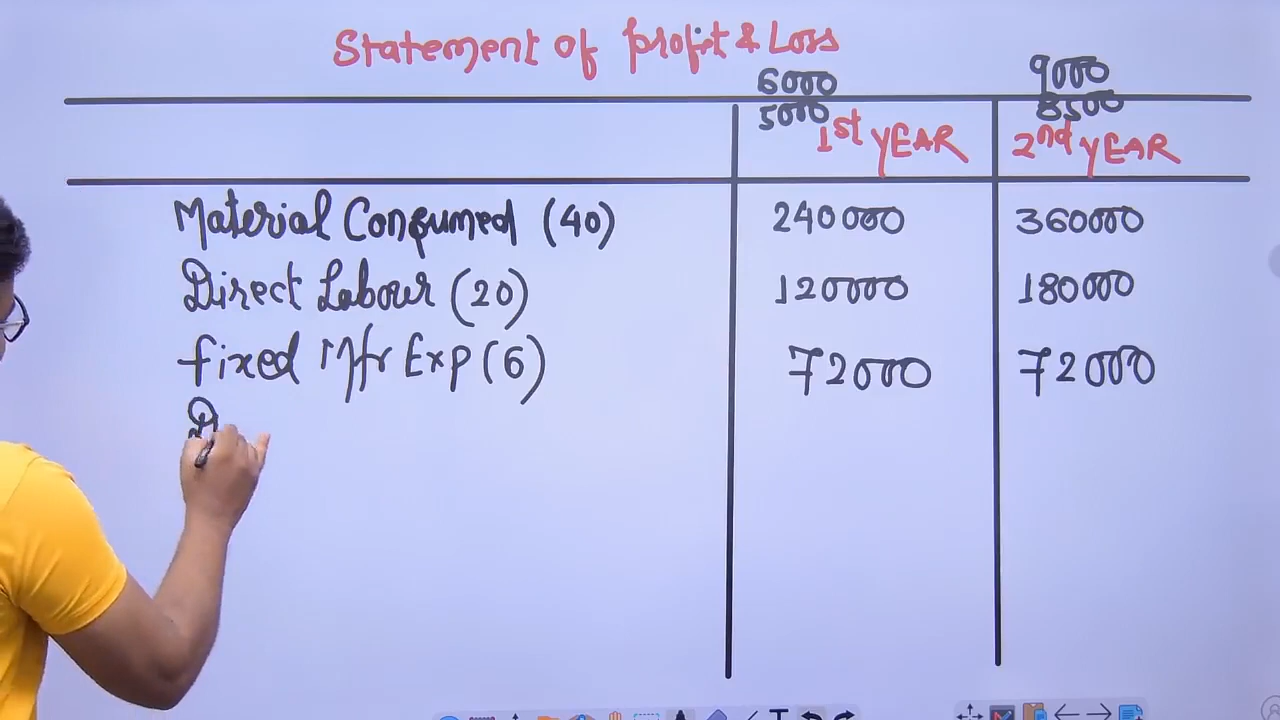 Statement of profit & Loss
6000 9000
5000 8500
1st yEAR 2nd yEAR
Material Consumed (40) 240000 360000
Direct Labour (20) 120000 180000
fixed Mfr Exp (6) 72000 72000
D